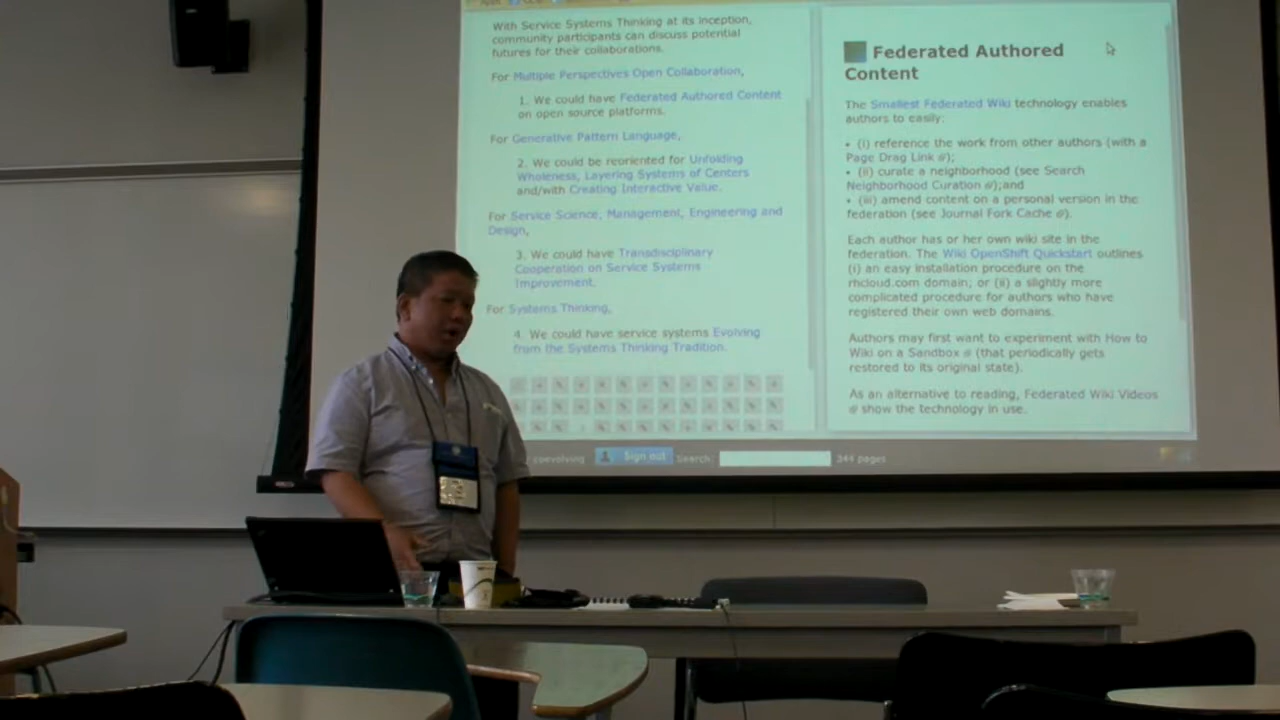 With Service Systems Thinking at its inception,
community participants can discuss potential
futures for their collaborations.
For Multiple Perspectives Open Collaboration,
1. We could have Federated Authored Content
on open source platforms.
For Generative Pattern Language,
2. We could be reoriented for Unfolding
Wholeness, Layering Systems of Centers
and/with Creating Interactive Value.
For Service Science, Management, Engineering and
Design,
3. We could have Transdisciplinary
Cooperation on Service Systems
Improvement.
For Systems Thinking,
4. We could have service systems Evolving
from the Systems Thinking Tradition.
Federated Authored
Content
The Smallest Federated Wiki technology enables
authors to easily:
• (i) reference the work from other authors (with a
Page Drag Link);
• (ii) curate a neighborhood (see Search
Neighborhood Curation);and
• (iii) amend content on a personal version in the
federation (see Journal Fork Cache).
Each author has or her own wiki site in the
federation. The Wiki OpenShift Quickstart outlines
(i) an easy installation procedure on the
rhcloud.com domain; or (ii) a slightly more
complicated procedure for authors who have
registered their own web domains.
Authors may first want to experiment with How to
Wiki on a Sandbox (that periodically gets
restored to its original state).
As an alternative to reading, Federated Wiki Videos
show the technology in use.
coevolving Sign out Search: 344 pages